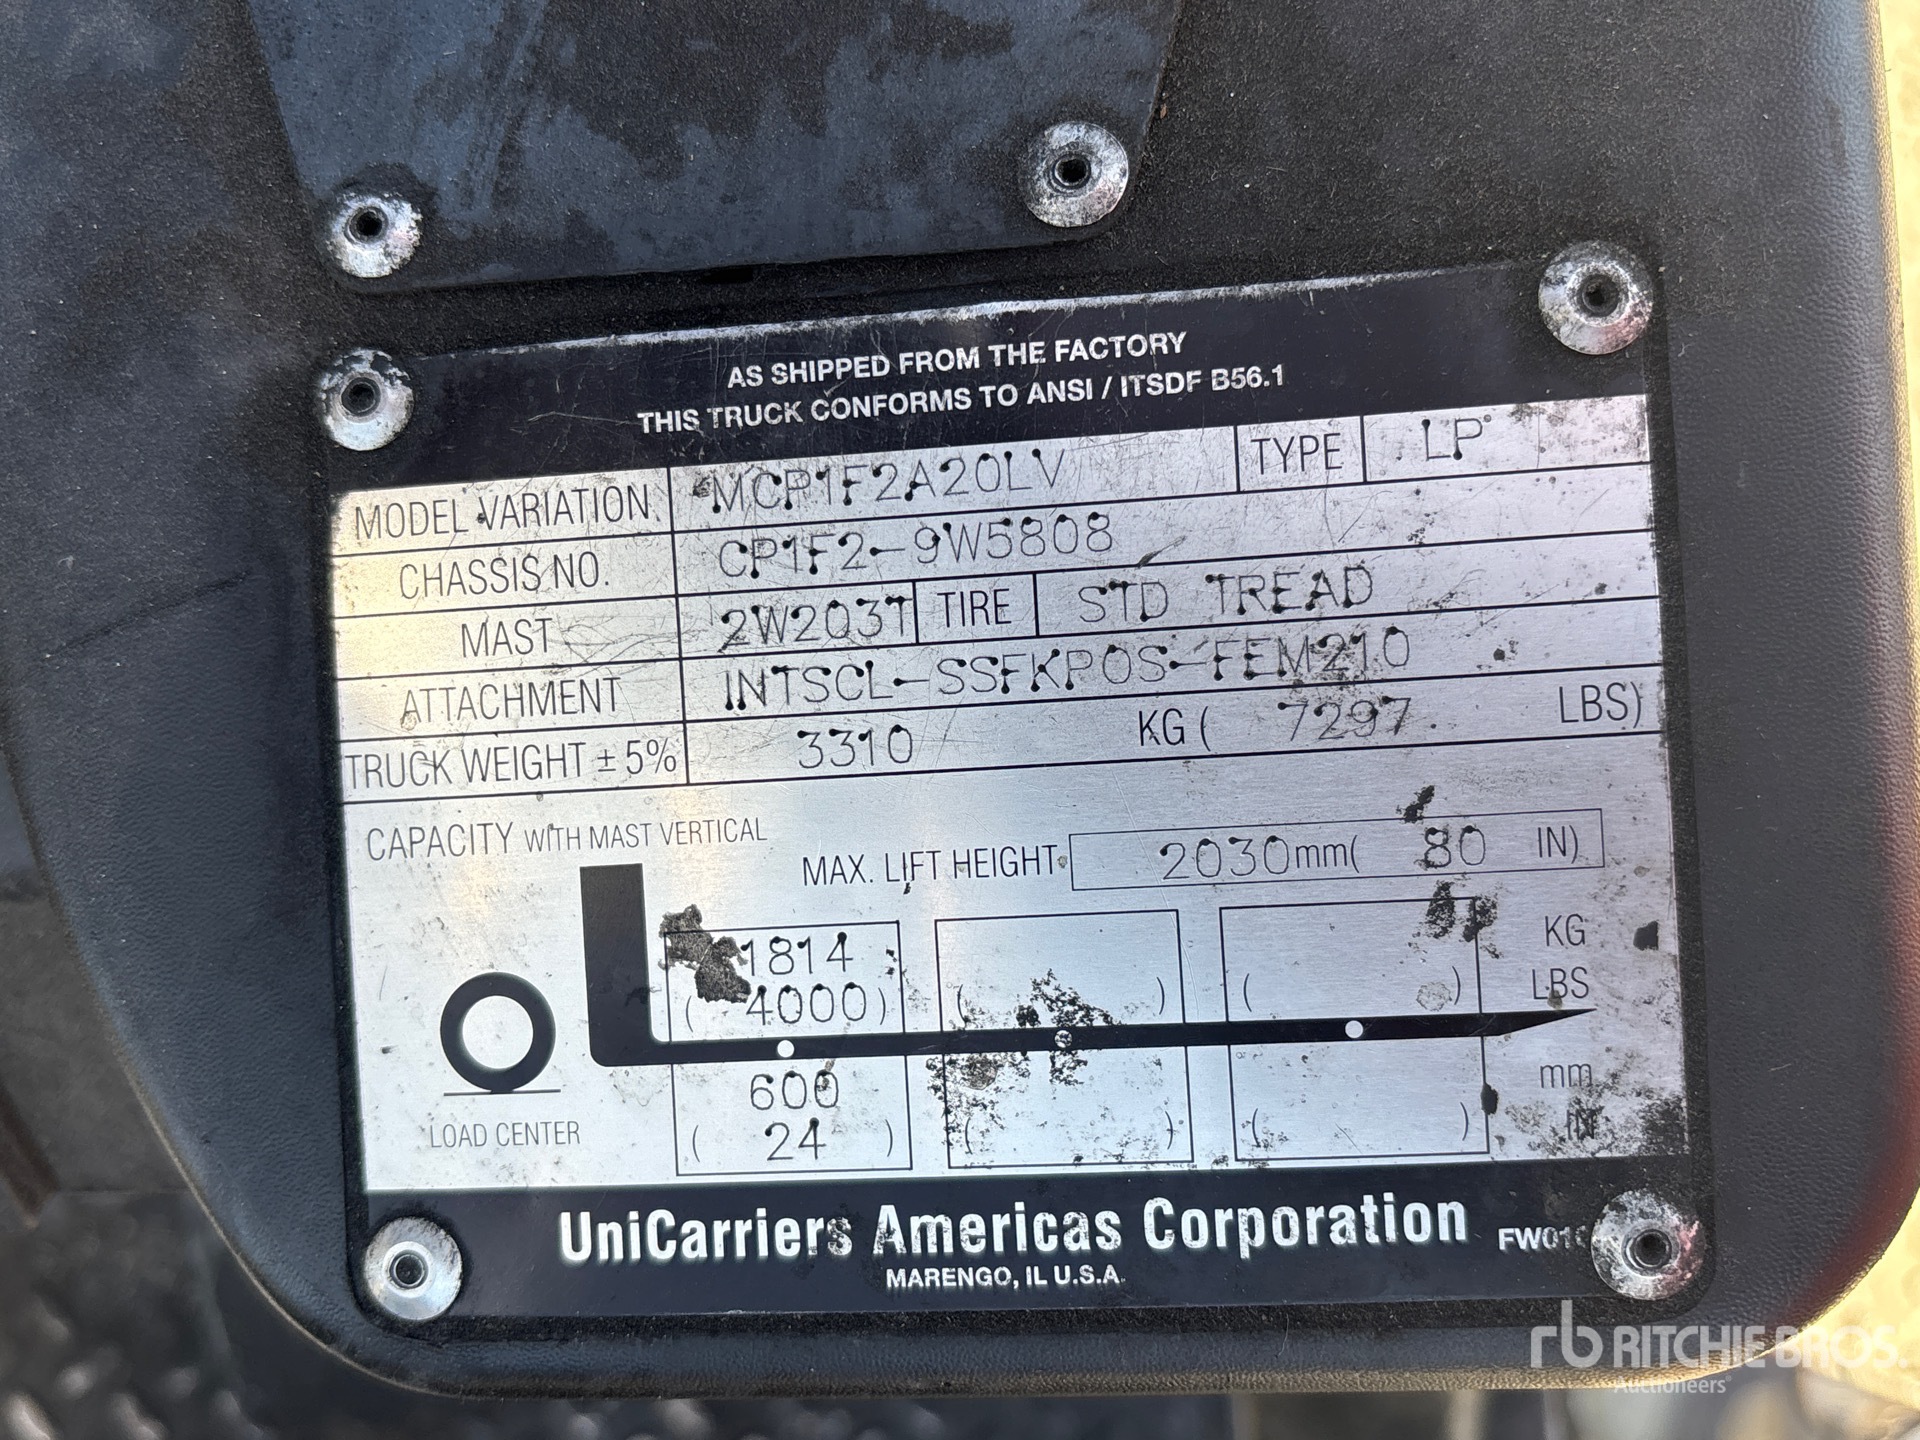 AS SHIPPED FROM THE FACTORY
THIS TRUCK CONFORMS TO ANSI / ITSDF B56.1
MODEL VARIATION MCP1F2A20LV TYPE LP
CHASSIS NO. CP1F2-9W5808
MAST 2W203T TIRE STD TREAD
ATTACHMENT INTSCL-SSFKPOS-FEM210
TRUCK WEIGHT ± 5% 3310 KG ( 7297 LBS)
CAPACITY WITH MAST VERTICAL
MAX. LIFT HEIGHT 2030mm( 80 IN)
1814 KG
( 4000) ( ) ( ) LBS
600 mm
( 24 ) ( ) ( ) IN
LOAD CENTER
UniCarriers Americas Corporation
MARENGO, IL U.S.A.
rb RITCHIE BROS.
Auctioneers